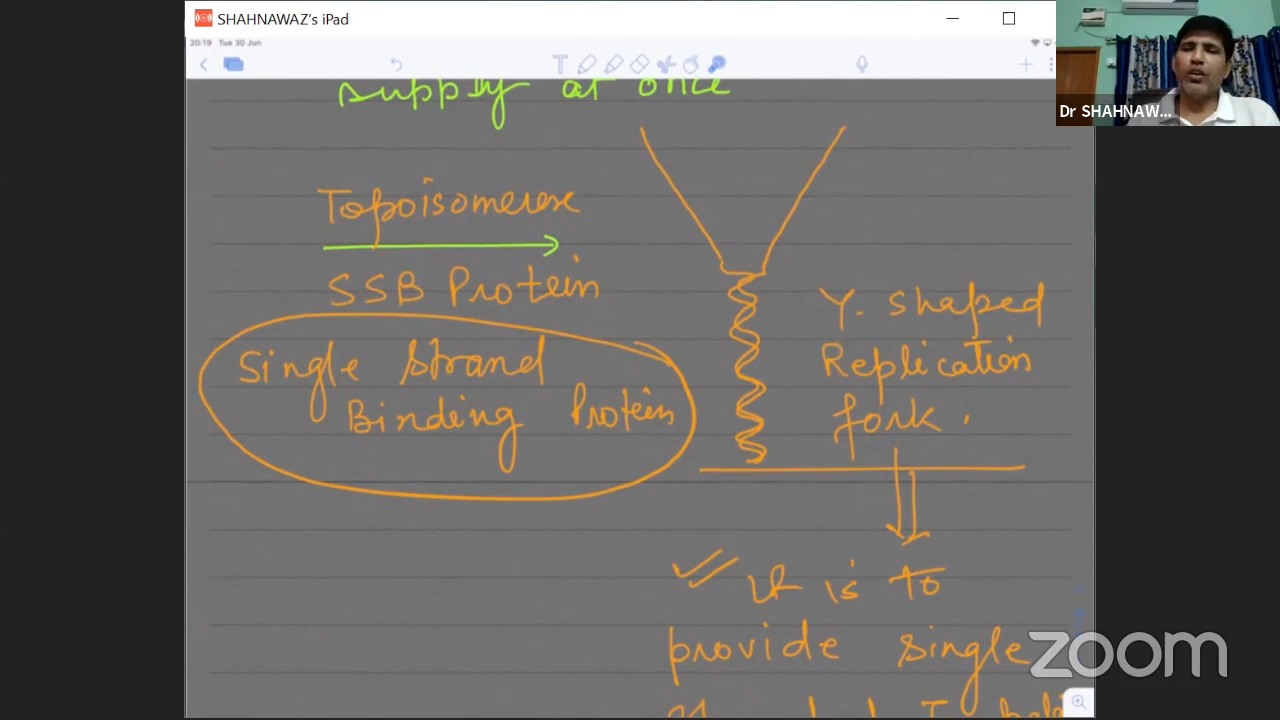 SHAHNAWAZ's iPad
20:19 Tue 30 Jun
Dr SHAHNAW...
supply at once
Topoisomerase
SSB Protein
Single Strand
Binding Protein
Y. Shaped
Replication
fork.
It is to
provide single
zoom